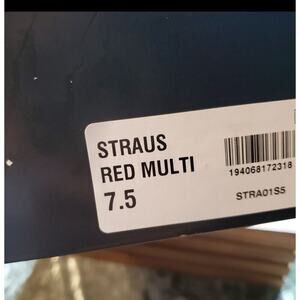 STRAUS
RED MULTI
7.5
194068172318
STRA01S5